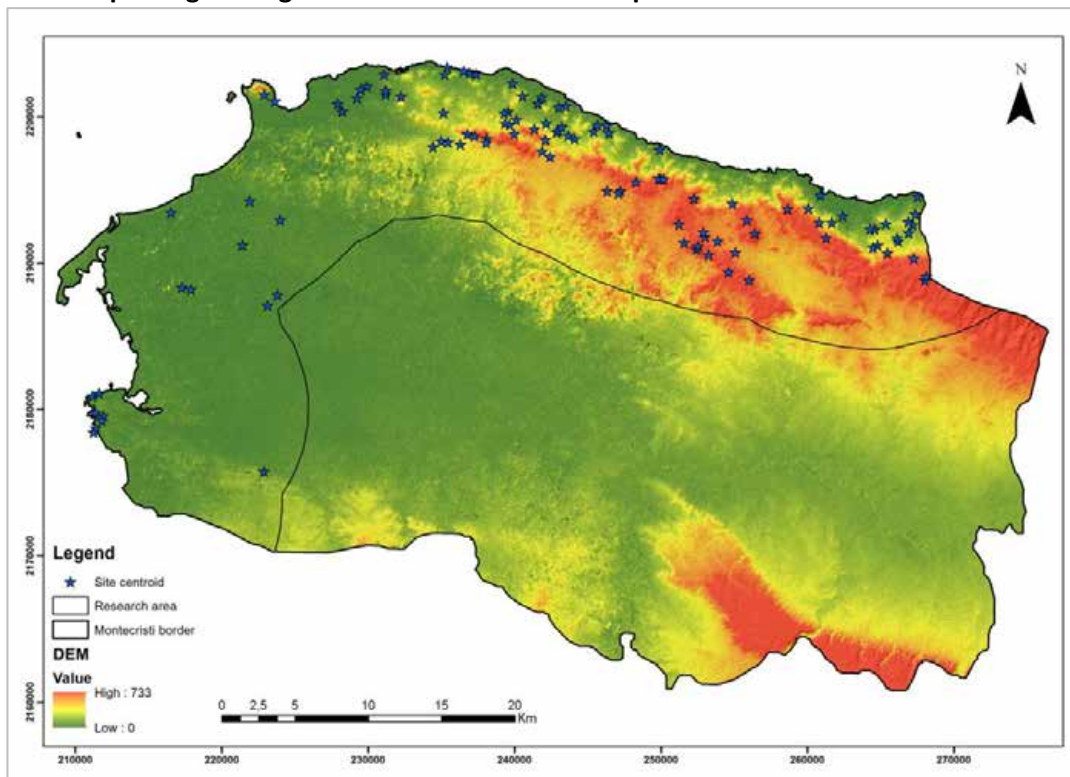 N
2200000
2190000
2180000
2170000
2160000
Legend
Site centroid
Research area
Montecristi border
DEM
Value
High : 733
Low : 0
0 2,5 5 10 15 20
Km
210000 220000 230000 240000 250000 260000 270000